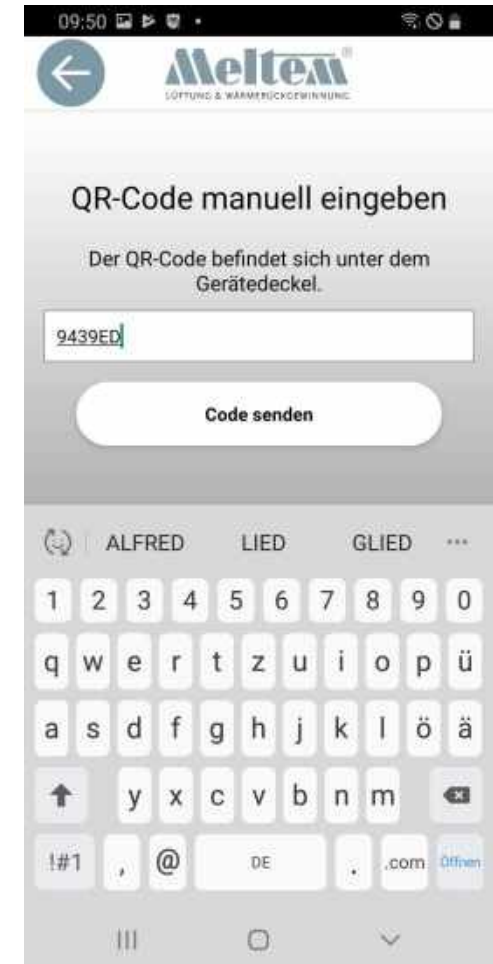 09:50
Meltem®
LÜFTUNG & WÄRMERÜCKGEWINNUNG
QR-Code manuell eingeben
Der QR-Code befindet sich unter dem
Gerätedeckel.
9439ED
Code senden
ALFRED LIED GLIED ...
1 2 3 4 5 6 7 8 9 0
q w e r t z u i o p ü
a s d f g h j k l ö ä
y x c v b n m
!#1 , @ DE . .com Öffnen